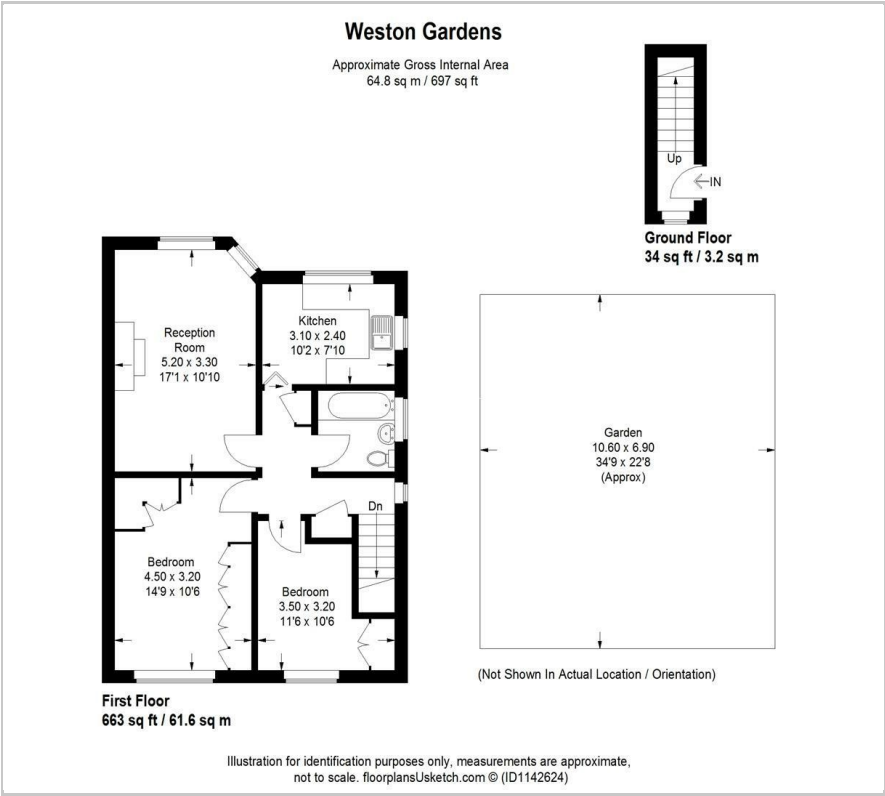 Weston Gardens
Approximate Gross Internal Area
64.8 sq m / 697 sq ft
Up
IN
Ground Floor
34 sq ft / 3.2 sq m
Reception
Room
5.20 x 3.30
17'1 x 10'10
Kitchen
3.10 x 2.40
10'2 x 7'10
Garden
10.60 x 6.90
34'9 x 22'8
(Approx)
Dn
Bedroom
4.50 x 3.20
14'9 x 10'6
Bedroom
3.50 x 3.20
11'6 x 10'6
(Not Shown In Actual Location / Orientation)
First Floor
663 sq ft / 61.6 sq m
Illustration for identification purposes only, measurements are approximate,
not to scale. floorplansUsketch.com © (ID1142624)